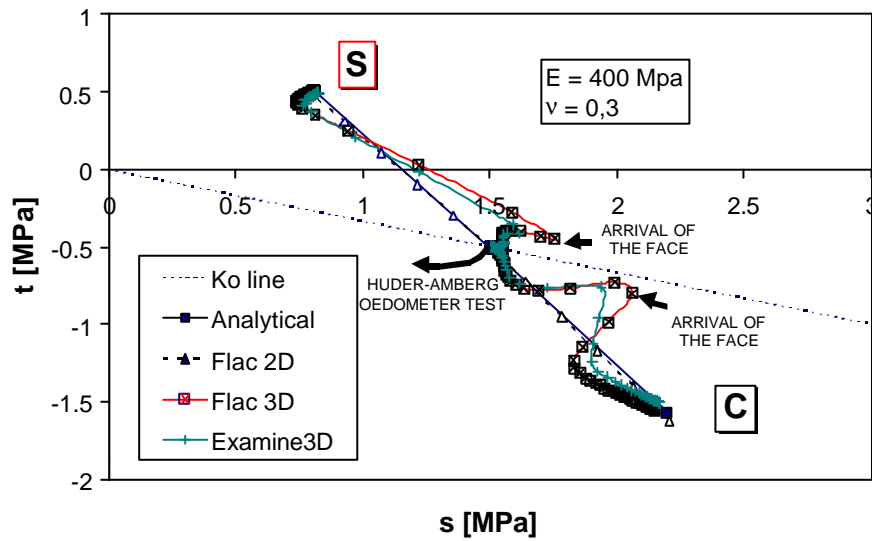 1
0.5
0
-0.5
-1
-1.5
-2
t [MPa]
0
0.5
1
1.5
2
2.5
3
s [MPa]
S
E = 400 Mpa
ν = 0,3
ARRIVAL OF
THE FACE
HUDER-AMBERG
OEDOMETER TEST
ARRIVAL OF
THE FACE
C
Ko line
Analytical
Flac 2D
Flac 3D
Examine3D